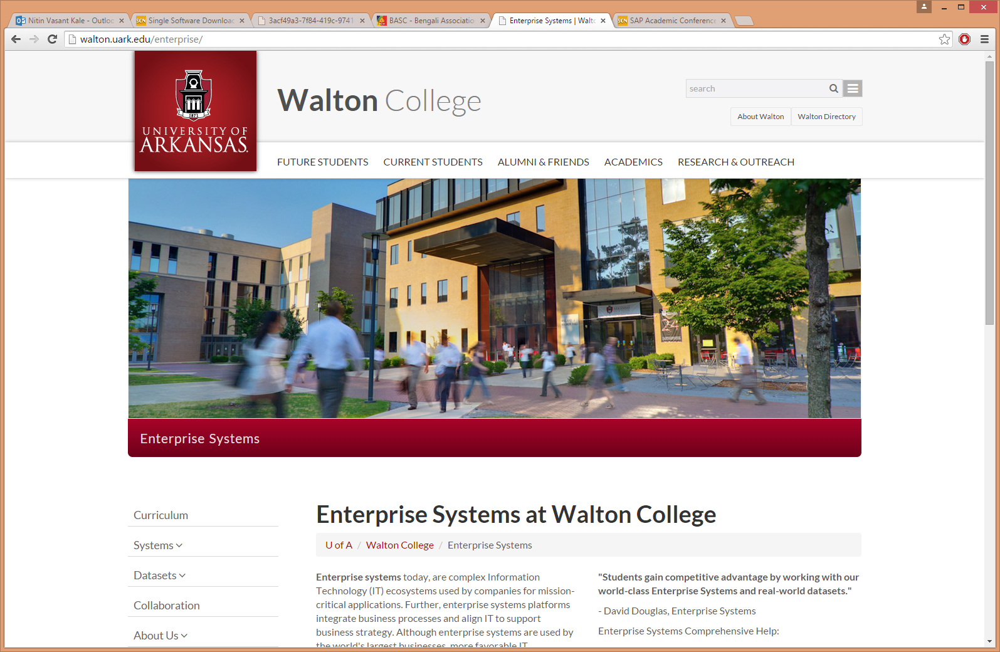 Nitin Vasant Kale - Outloo
SCN Single Software Download
3acf49a3-7f84-419c-9741
BASC - Bengali Associatio
Enterprise Systems | Walto
SCN SAP Academic Conference
walton.uark.edu/enterprise/
1871
UNIVERSITY OF
ARKANSAS.
Walton College
search
About Walton
Walton Directory
FUTURE STUDENTS
CURRENT STUDENTS
ALUMNI & FRIENDS
ACADEMICS
RESEARCH & OUTREACH
24
Enterprise Systems
Curriculum
Systems
Datasets
Collaboration
About Us
Enterprise Systems at Walton College
U of A / Walton College / Enterprise Systems
Enterprise systems today, are complex Information
Technology (IT) ecosystems used by companies for mission-
critical applications. Further, enterprise systems platforms
integrate business processes and align IT to support
business strategy. Although enterprise systems are used by
the world's largest businesses, more favorable IT
"Students gain competitive advantage by working with our
world-class Enterprise Systems and real-world datasets."
- David Douglas, Enterprise Systems
Enterprise Systems Comprehensive Help: